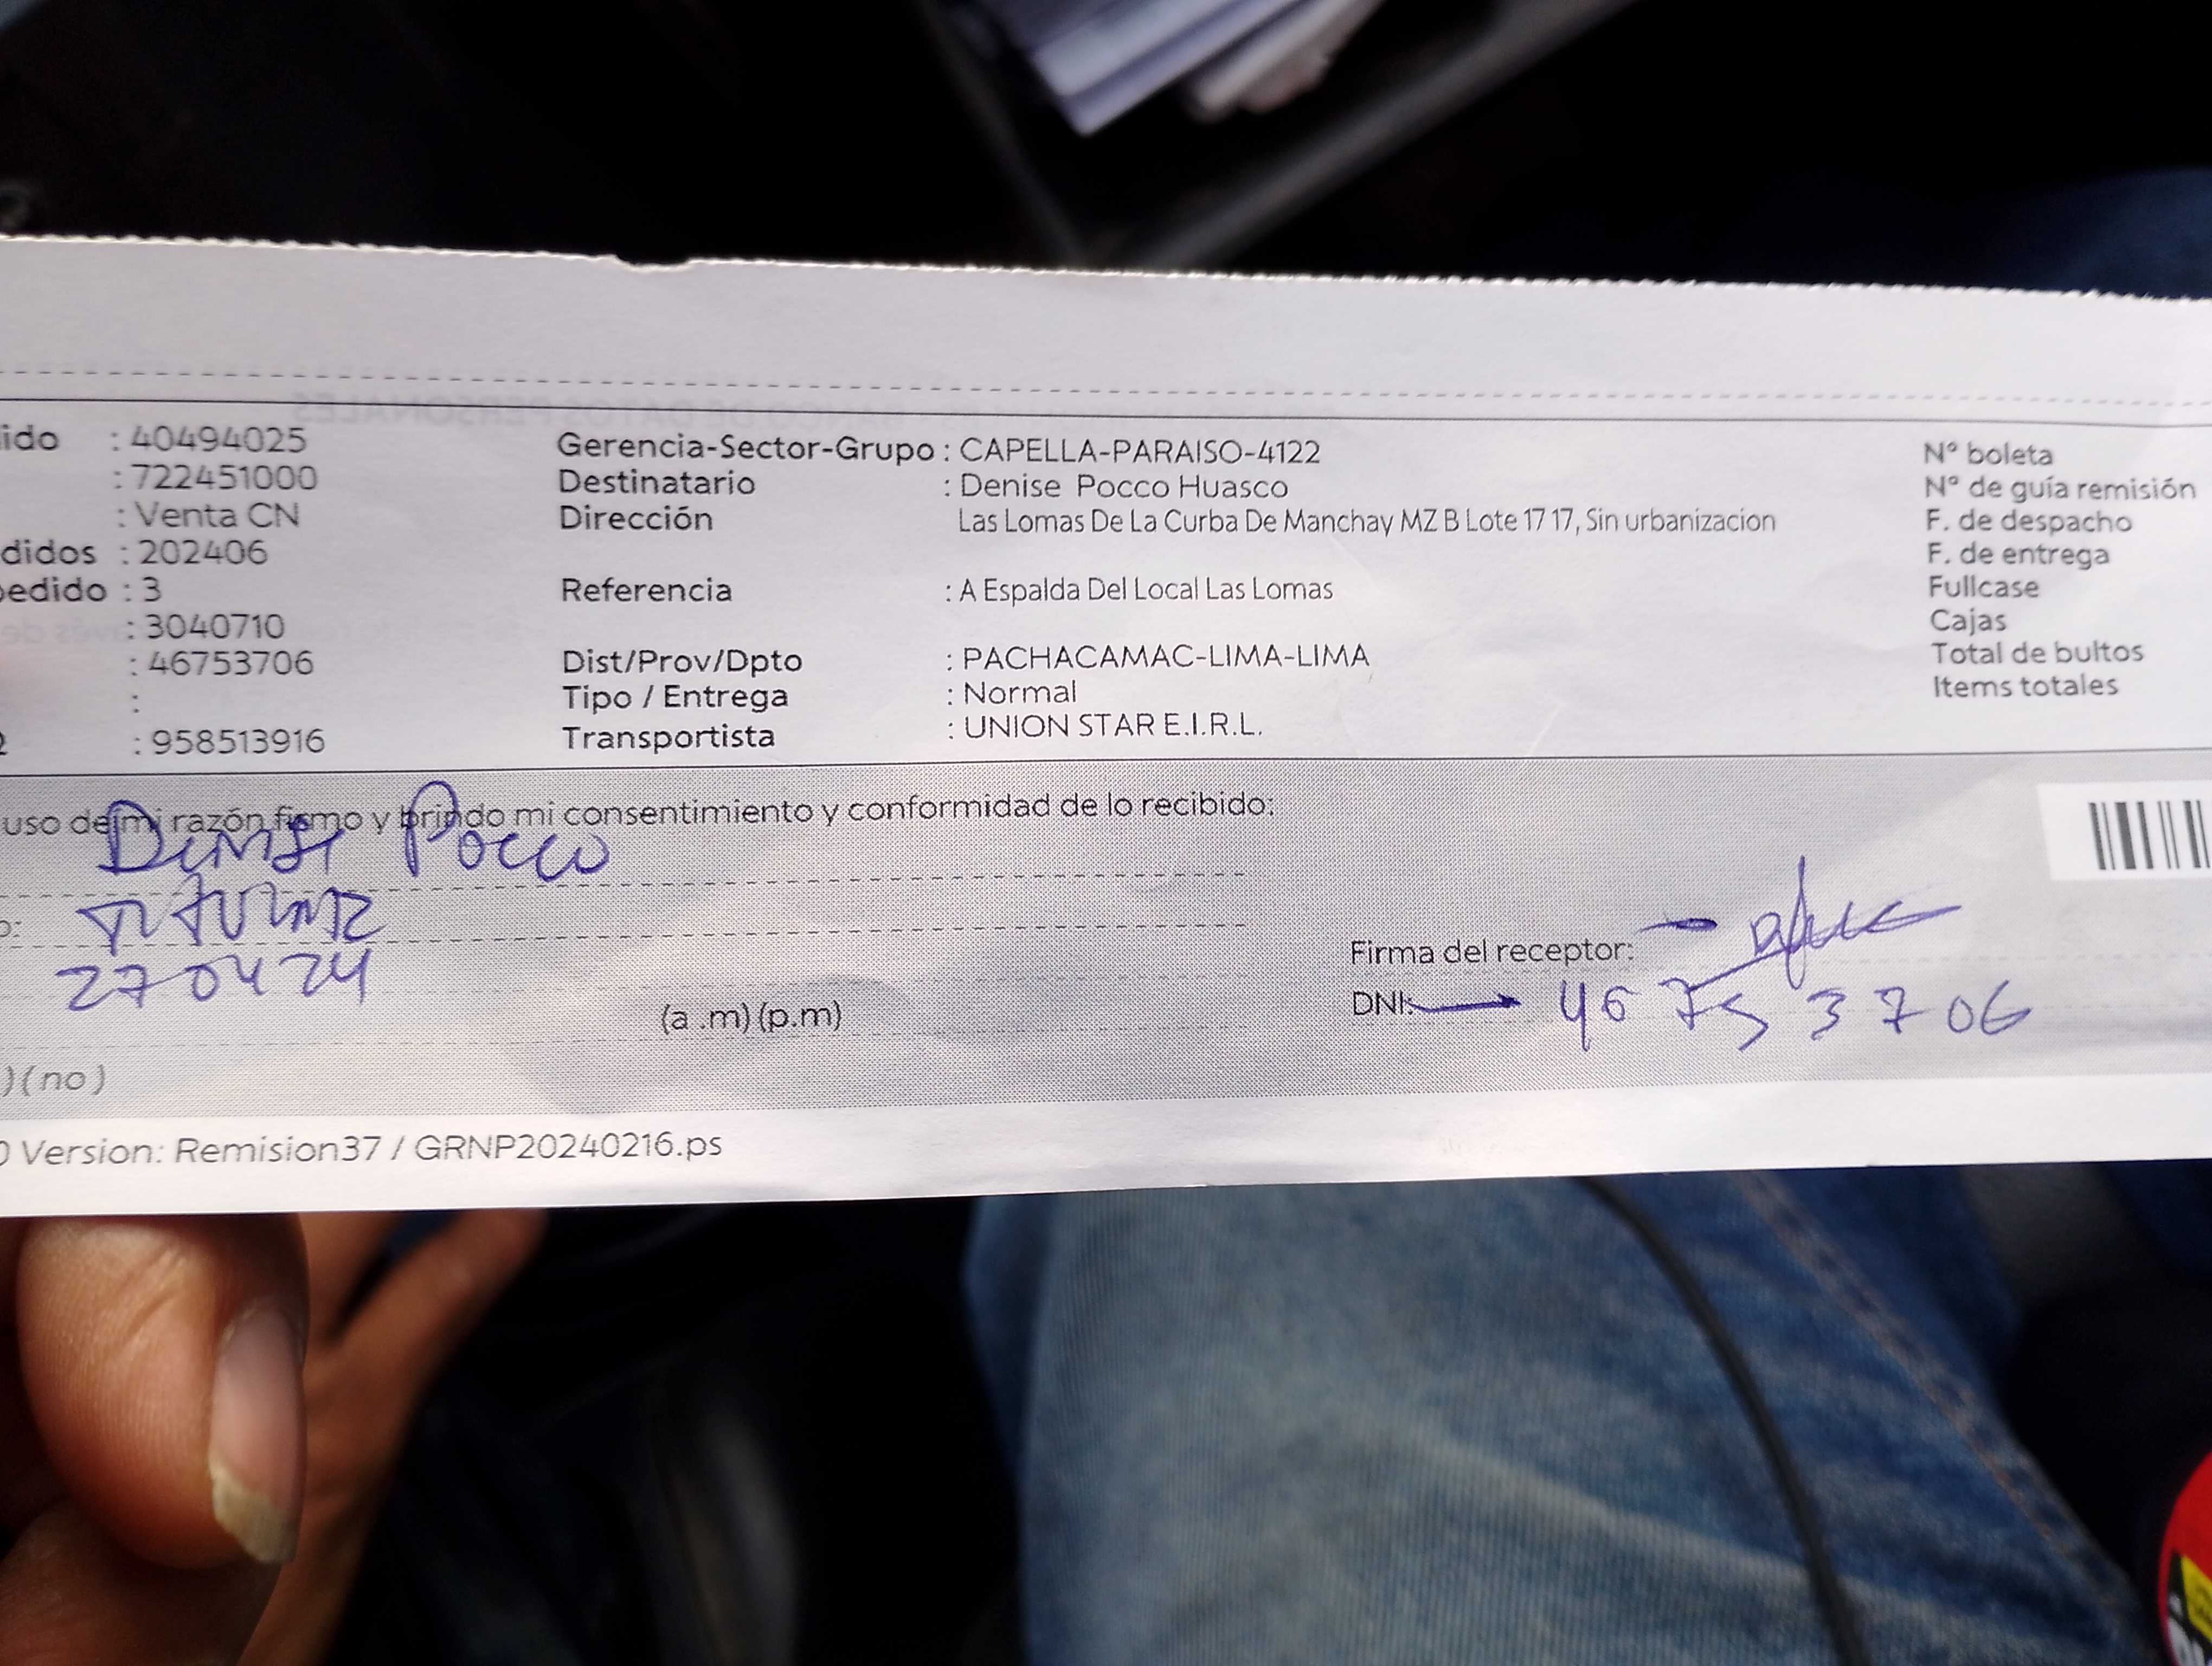 ido : 40494025
: 722451000
: Venta CN
didos : 202406
pedido : 3
: 3040710
: 46753706
:
2 : 958513916
Gerencia-Sector-Grupo : CAPELLA-PARAISO-4122
Destinatario : Denise Pocco Huasco
Dirección Las Lomas De La Curba De Manchay MZ B Lote 17 17, Sin urbanizacion
Referencia : A Espalda Del Local Las Lomas
Dist/Prov/Dpto : PACHACAMAC-LIMA-LIMA
Tipo / Entrega : Normal
Transportista : UNION STAR E.I.R.L.
N° boleta
N° de guía remisión
F. de despacho
F. de entrega
Fullcase
Cajas
Total de bultos
Items totales
uso de mi razón firmo y brindo mi consentimiento y conformidad de lo recibido:
Denise Pocco
270424
(a .m) (p.m)
Firma del receptor:
DNI: 46753706
) (no)
0 Version: Remision37 / GRNP20240216.ps